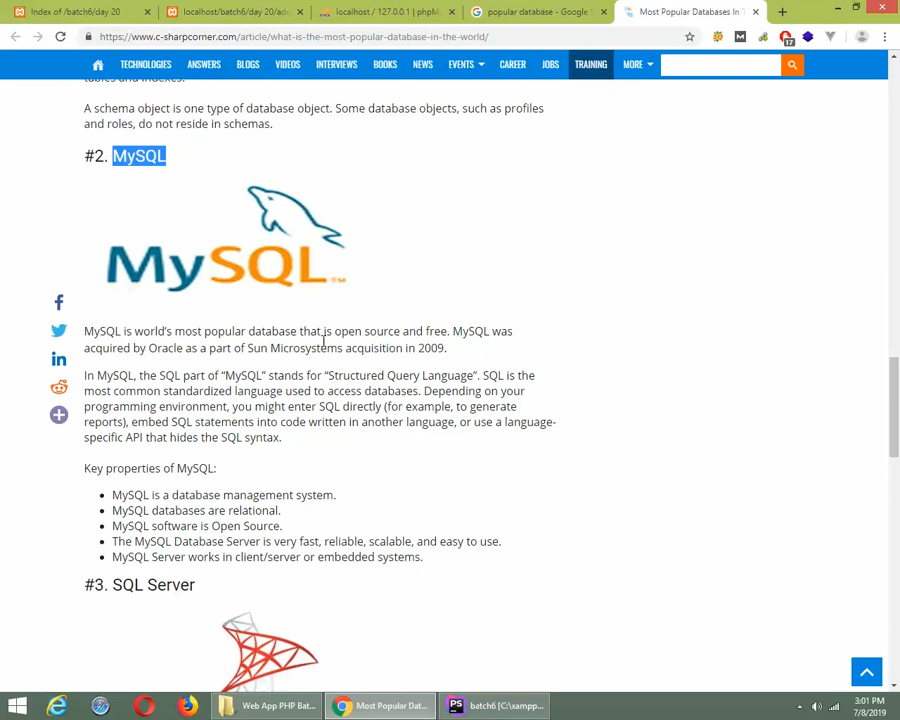 Index of /batch6/day 20
localhost/batch6/day 20/add
localhost / 127.0.0.1 | phpM
popular database - Google S
Most Popular Databases In T
https://www.c-sharpcorner.com/article/what-is-the-most-popular-database-in-the-world/
17
TECHNOLOGIES ANSWERS BLOGS VIDEOS INTERVIEWS BOOKS NEWS EVENTS CAREER JOBS TRAINING MORE
tables and indexes.
A schema object is one type of database object. Some database objects, such as profiles
and roles, do not reside in schemas.
#2. MySQL
MySQL™
MySQL is world's most popular database that is open source and free. MySQL was
acquired by Oracle as a part of Sun Microsystems acquisition in 2009.
In MySQL, the SQL part of “MySQL” stands for “Structured Query Language”. SQL is the
most common standardized language used to access databases. Depending on your
programming environment, you might enter SQL directly (for example, to generate
reports), embed SQL statements into code written in another language, or use a language-
specific API that hides the SQL syntax.
Key properties of MySQL:
• MySQL is a database management system.
• MySQL databases are relational.
• MySQL software is Open Source.
• The MySQL Database Server is very fast, reliable, scalable, and easy to use.
• MySQL Server works in client/server or embedded systems.
#3. SQL Server
Web App PHP Bat...
Most Popular Dat...
PS
batch6 [C:\xampp...
3:01 PM
7/8/2019